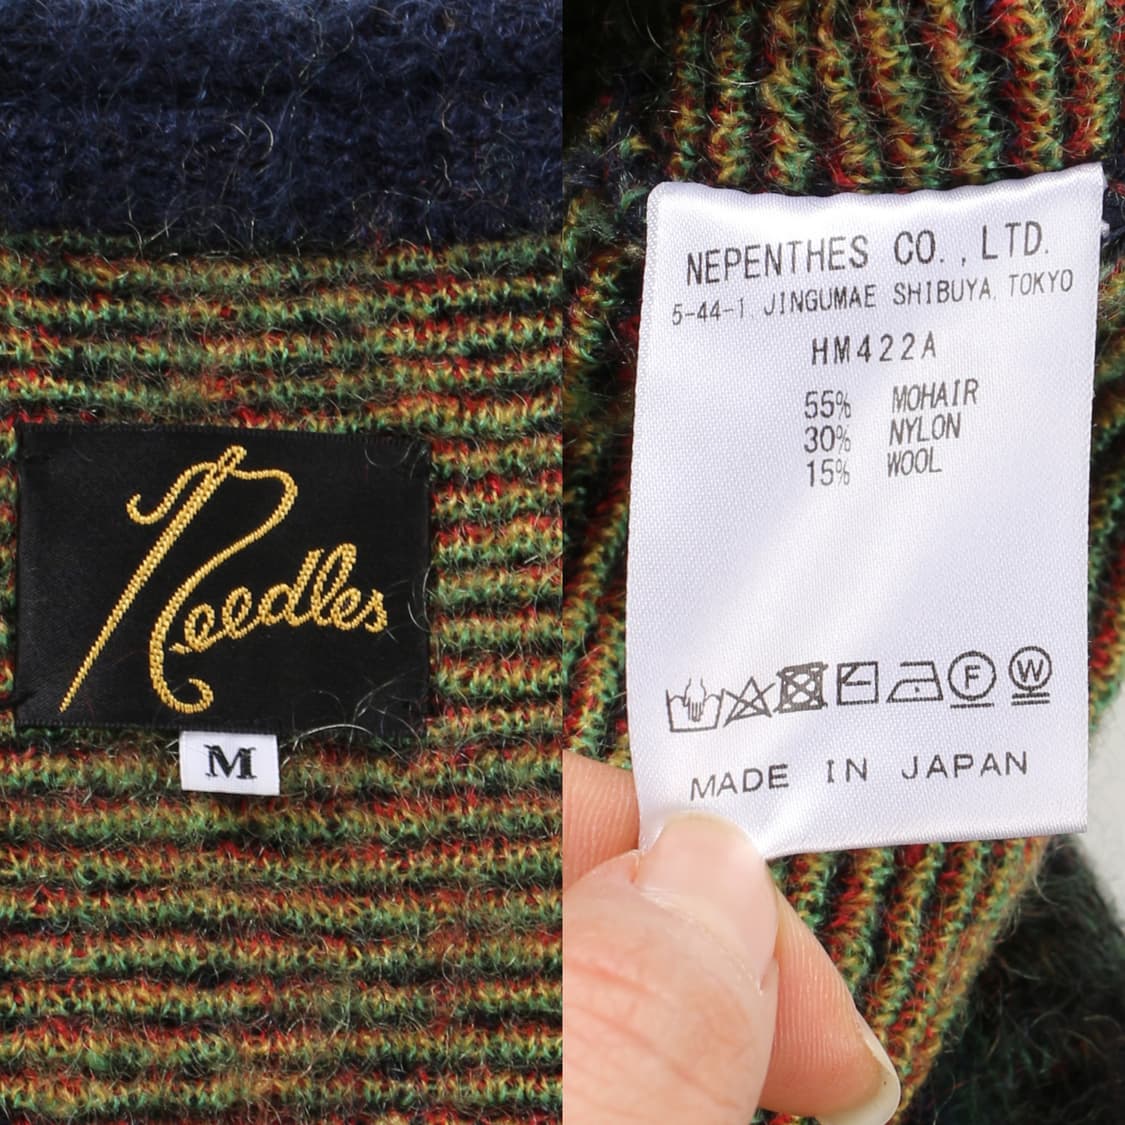 Needles
M
NEPENTHES CO., LTD.
5-44-1 JINGUMAE SHIBUYA, TOKYO
HM422A
55% MOHAIR
30% NYLON
15% WOOL
F W
MADE IN JAPAN